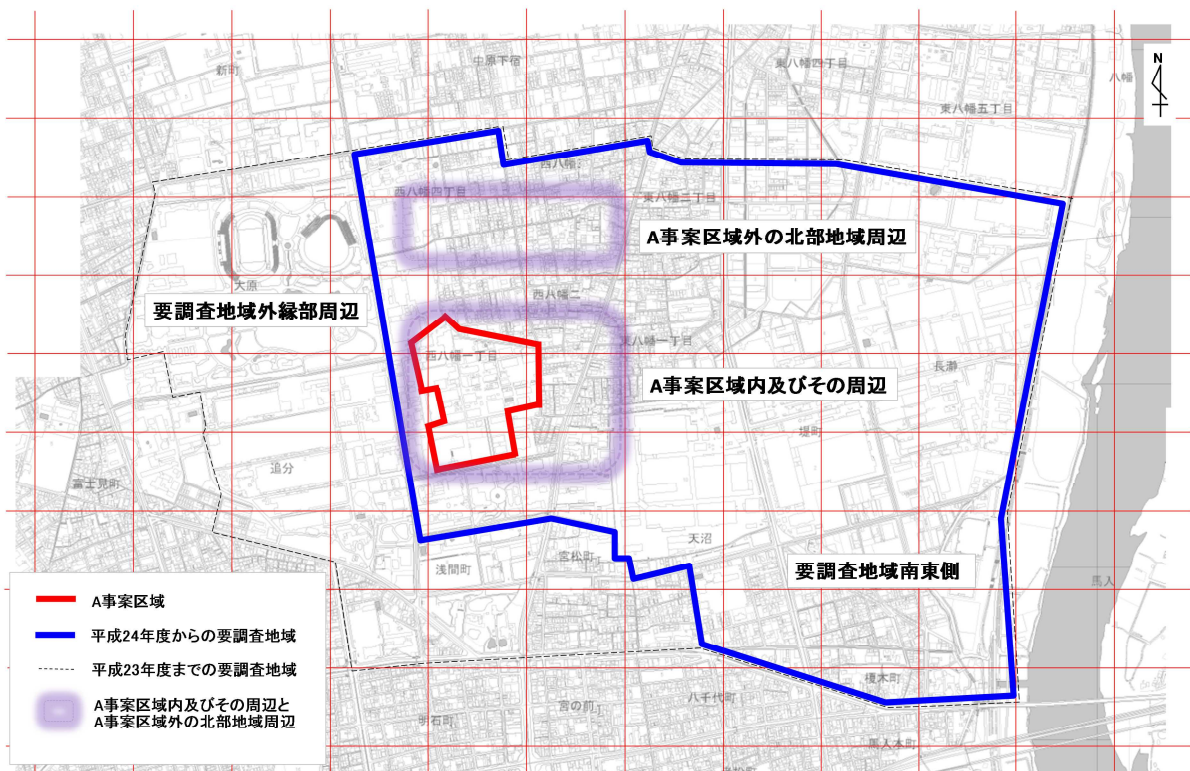 新町
中原下宿
東八幡四丁目
八幡
N
東八幡五丁目
西八幡
西八幡四丁目
東八幡二丁目
A事案区域外の北部地域周辺
大原
西八幡二
要調査地域外縁部周辺
東八幡一丁目
西八幡一丁目
長瀞
A事案区域内及びその周辺
堤町
追分
富士見町
天沼
宮松町
浅間町
要調査地域南東側
馬入
A事案区域
平成24年度からの要調査地域
平成23年度までの要調査地域
榎木町
八千代町
A事案区域内及びその周辺と
A事案区域外の北部地域周辺
宮の前
明石町
馬入本町